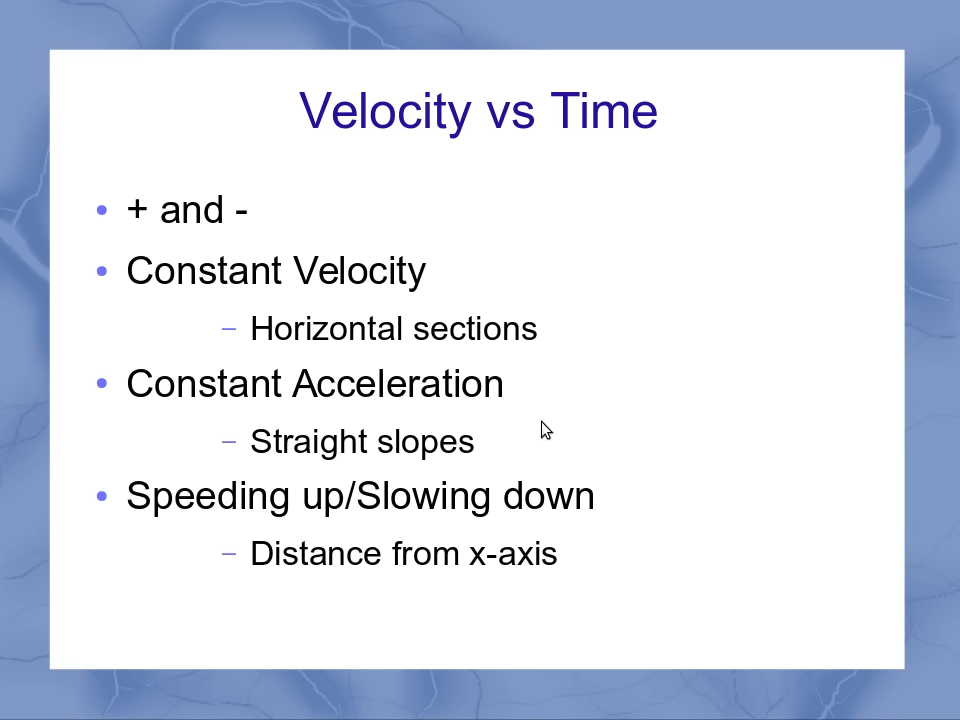 Velocity vs Time
• + and -
• Constant Velocity
– Horizontal sections
• Constant Acceleration
– Straight slopes
• Speeding up/Slowing down
– Distance from x-axis